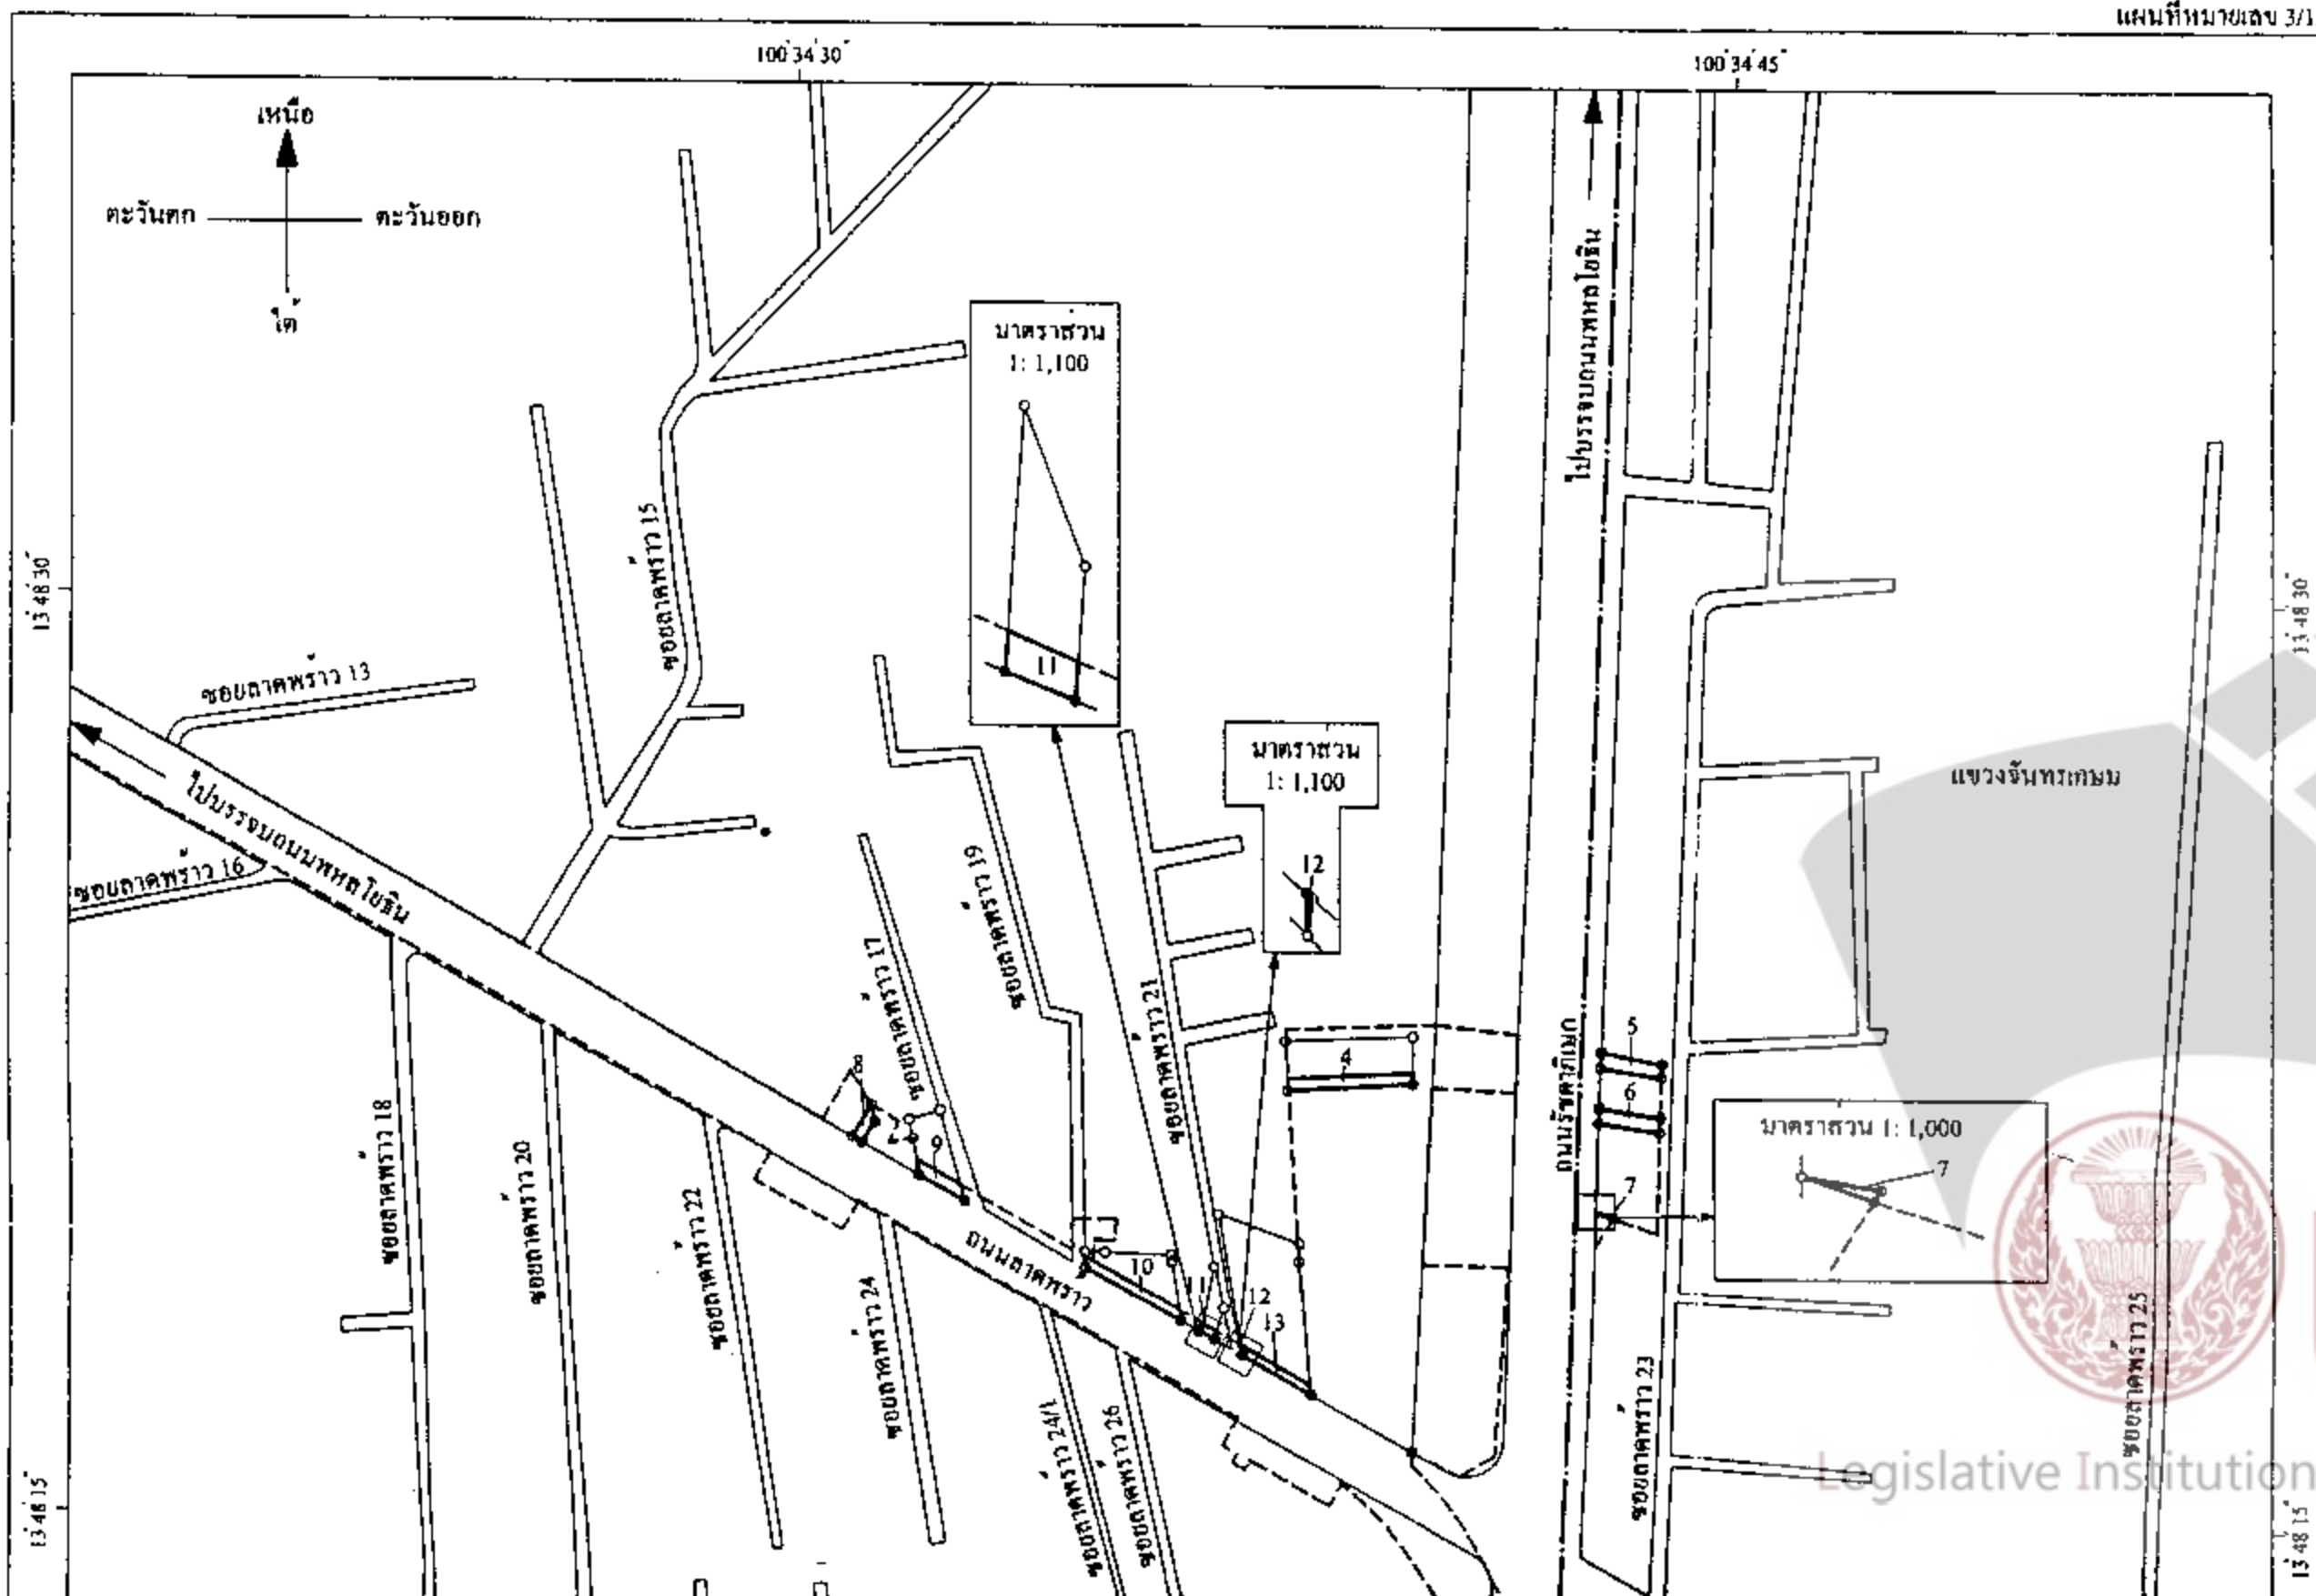 แผนที่หมายเลข 3/1
100 34 30
100 34 45
เหนือ
ตะวันตก
ตะวันออก
ใต้
มาตราส่วน
1: 1,100
11
ไปบรรจบถนนพหลโยธิน
13 48 30
13 48 30
ซอยลาดพร้าว 15
ซอยลาดพร้าว 13
มาตราส่วน
1: 1,100
12
แขวงจันทรเกษม
ไปบรรจบถนนพหลโยธิน
ซอยลาดพร้าว 16
ซอยลาดพร้าว 19
ซอยลาดพร้าว 17
ซอยลาดพร้าว 21
ถนนรัชดาภิเษก
4
5
6
8
2
9
มาตราส่วน 1: 1,000
7
7
ซอยลาดพร้าว 18
ซอยลาดพร้าว 20
ซอยลาดพร้าว 22
ซอยลาดพร้าว 24
ถนนลาดพร้าว
10
11
12
13
ซอยลาดพร้าว 24/1
ซอยลาดพร้าว 26
ซอยลาดพร้าว 23
ซอยลาดพร้าว 25
Legislative Institution
13 48 15
13 48 15